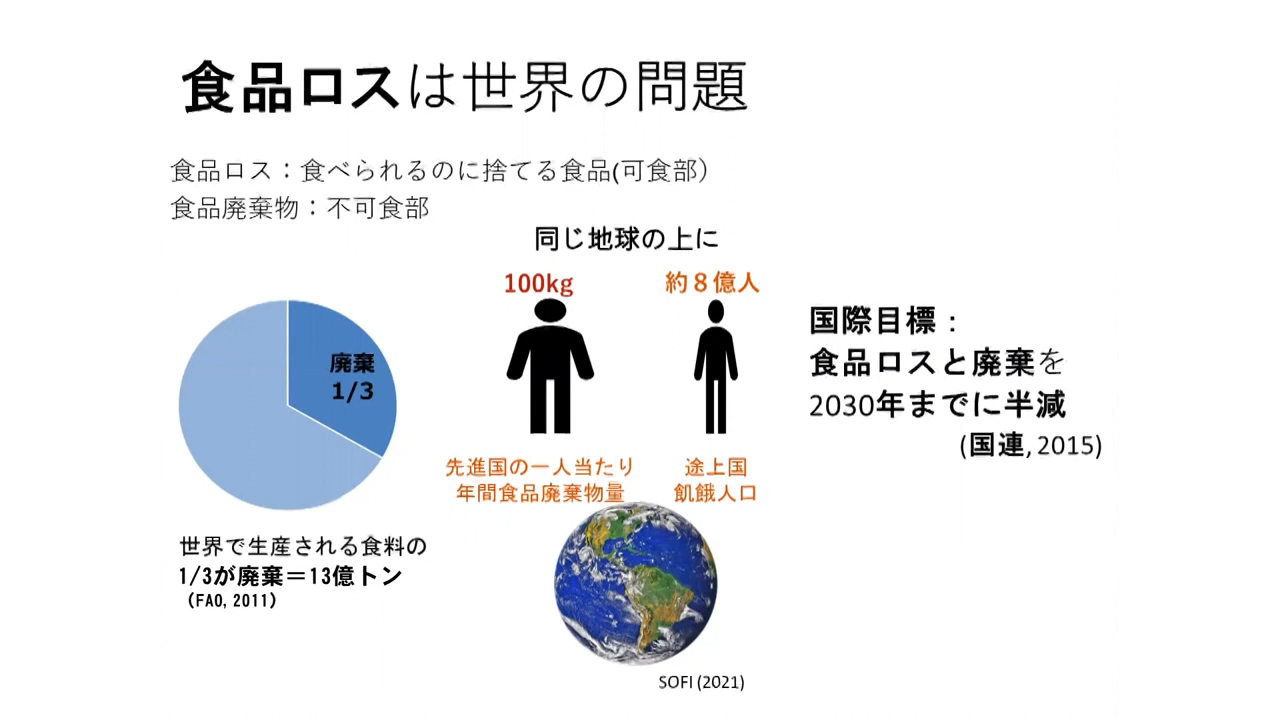 食品ロスは世界の問題
食品ロス：食べられるのに捨てる食品(可食部）
食品廃棄物：不可食部
同じ地球の上に
100kg
約８億人
廃棄
1/3
国際目標：
食品ロスと廃棄を
2030年までに半減
(国連, 2015)
先進国の一人当たり
年間食品廃棄物量
途上国
飢餓人口
世界で生産される食料の
1/3が廃棄＝13億トン
（FAO, 2011）
SOFI (2021)